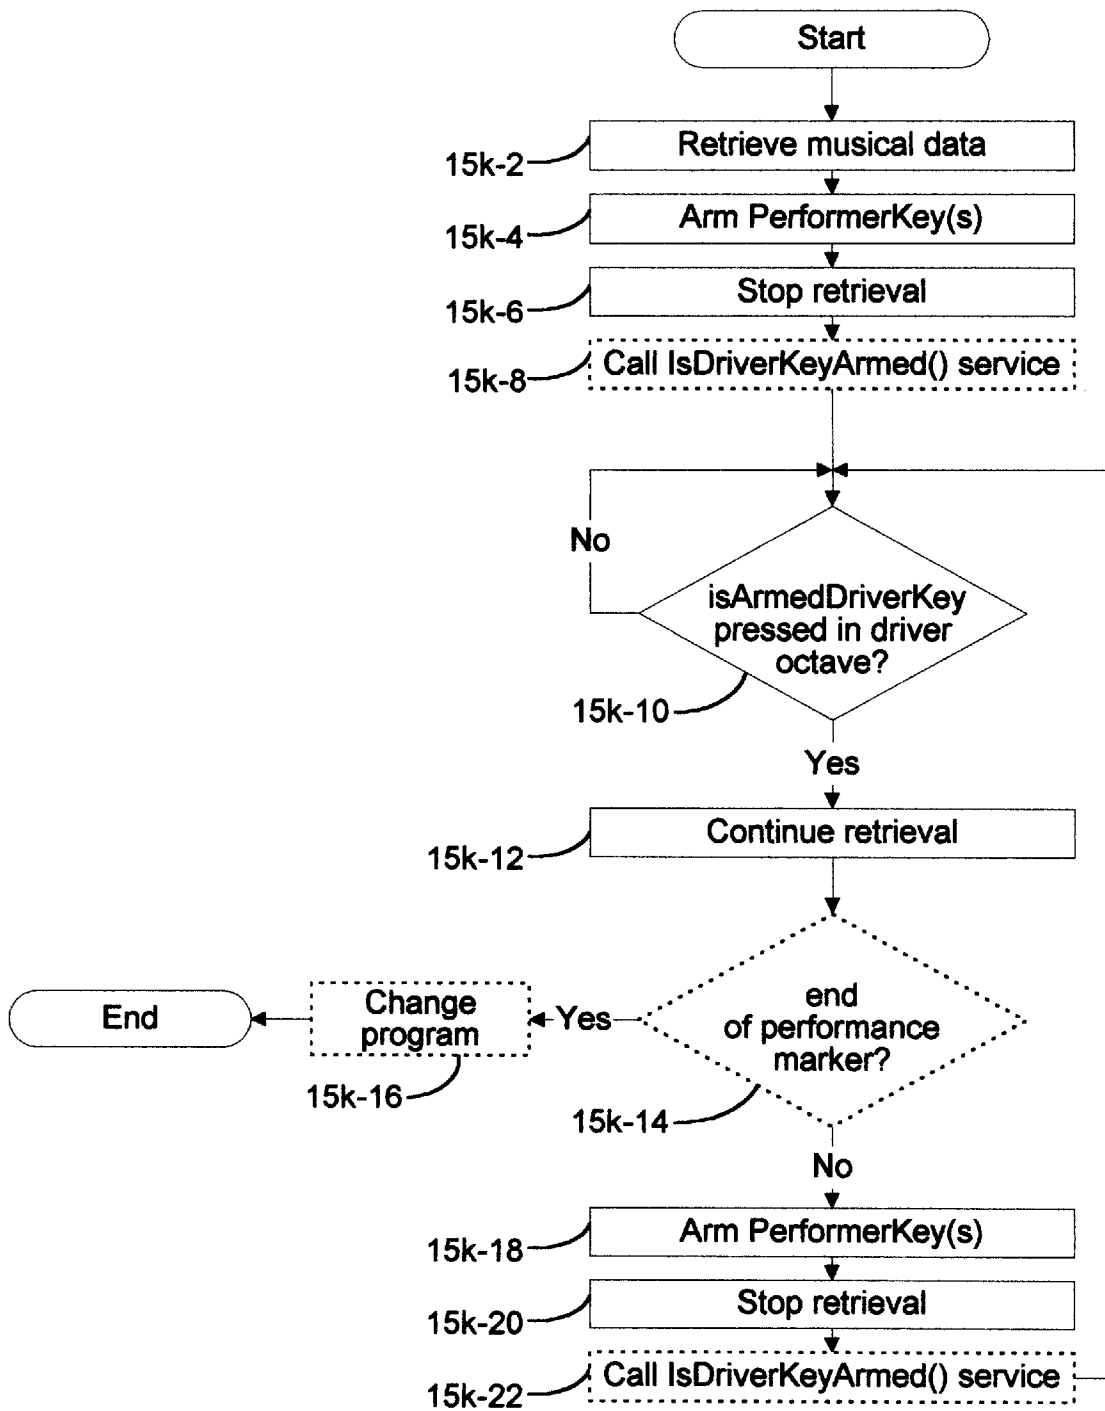 Start
Retrieve musical data
15k-2
Arm PerformerKey(s)
15k-4
Stop retrieval
15k-6
Call IsDriverKeyArmed() service
15k-8
No
isArmedDriverKey
pressed in driver
octave?
15k-10
Yes
Continue retrieval
15k-12
end
of performance
marker?
15k-14
Yes
Change
program
15k-16
End
No
Arm PerformerKey(s)
15k-18
Stop retrieval
15k-20
Call IsDriverKeyArmed() service
15k-22